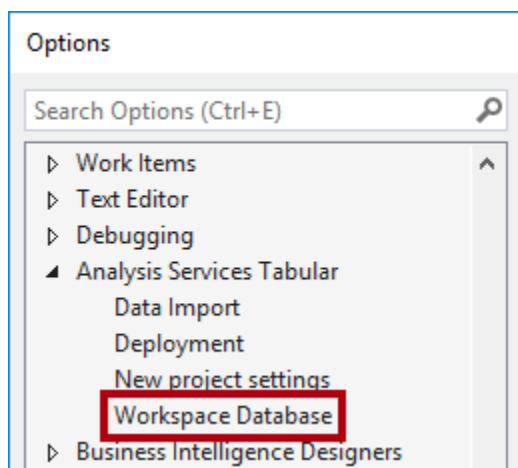 Options
Search Options (Ctrl+E)
Work Items
Text Editor
Debugging
Analysis Services Tabular
Data Import
Deployment
New project settings
Workspace Database
Business Intelligence Designers